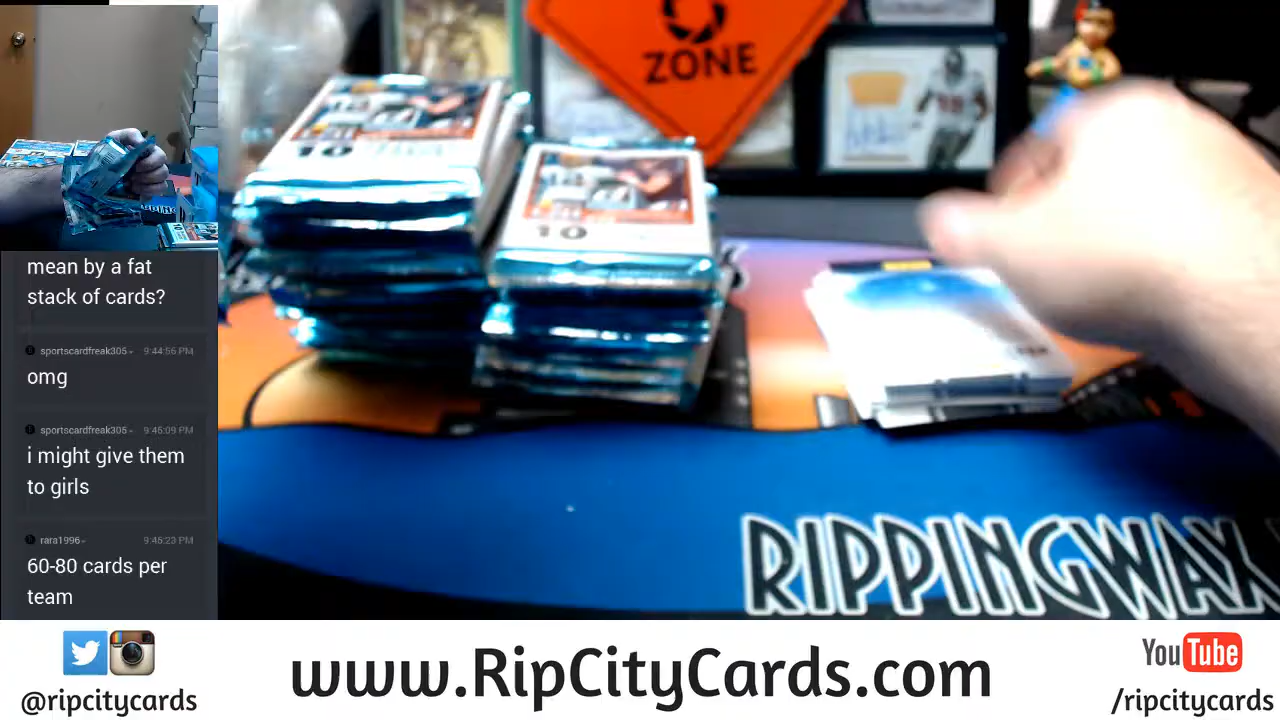 ZONE
10
10
mean by a fat
stack of cards?
sportscardfreak305
9:44:56 PM
omg
sportscardfreak305
9:45:09 PM
i might give them
to girls
rara1996
9:45:23 PM
60-80 cards per
team
RIPPINGWAX
@ripcitycards
www.RipCityCards.com
YouTube
/ripcitycards